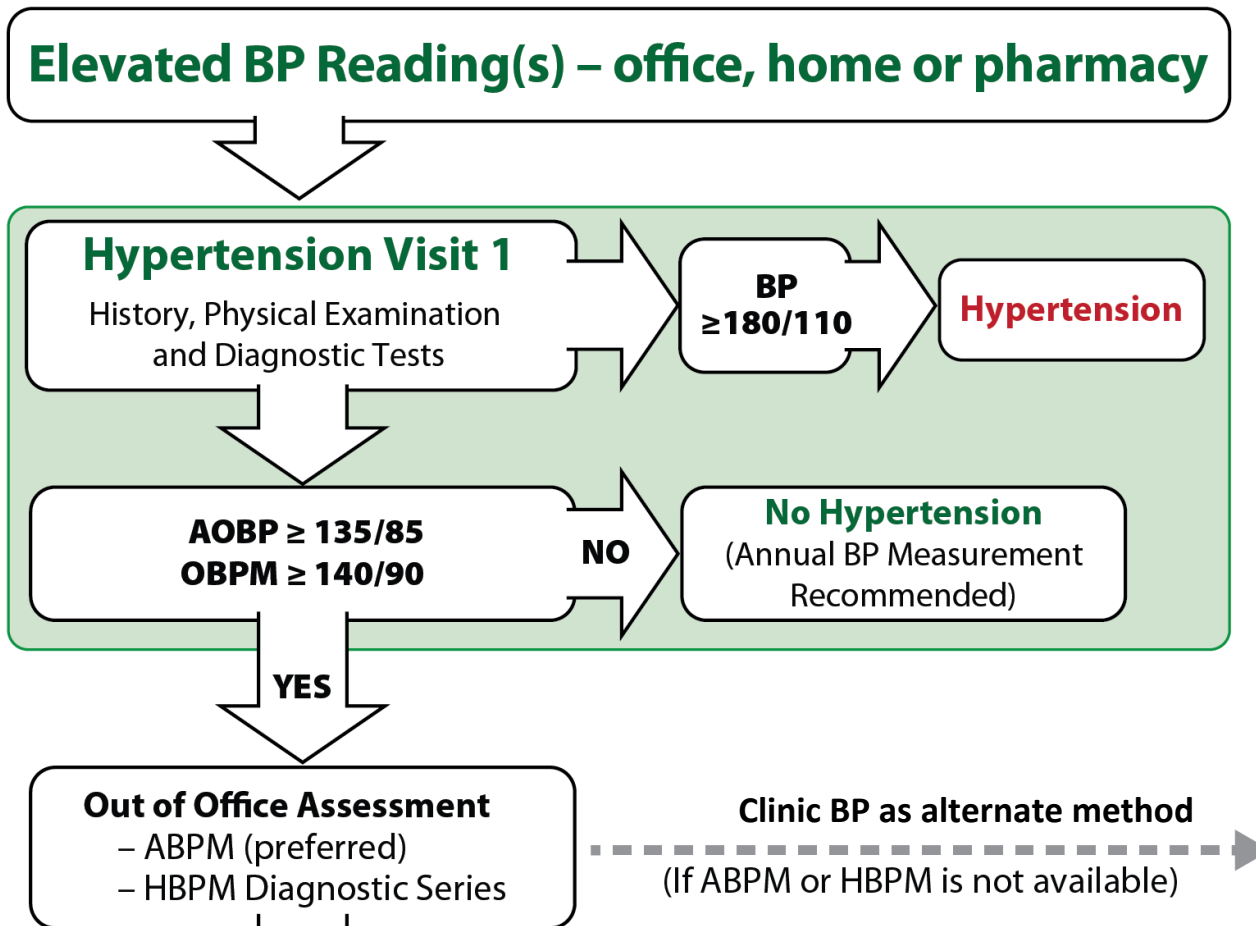 Elevated BP Reading(s) – office, home or pharmacy
Hypertension Visit 1
History, Physical Examination
and Diagnostic Tests
BP
≥180/110
Hypertension
AOBP ≥ 135/85
OBPM ≥ 140/90
NO
No Hypertension
(Annual BP Measurement
Recommended)
YES
Out of Office Assessment
– ABPM (preferred)
– HBPM Diagnostic Series
Clinic BP as alternate method
(If ABPM or HBPM is not available)